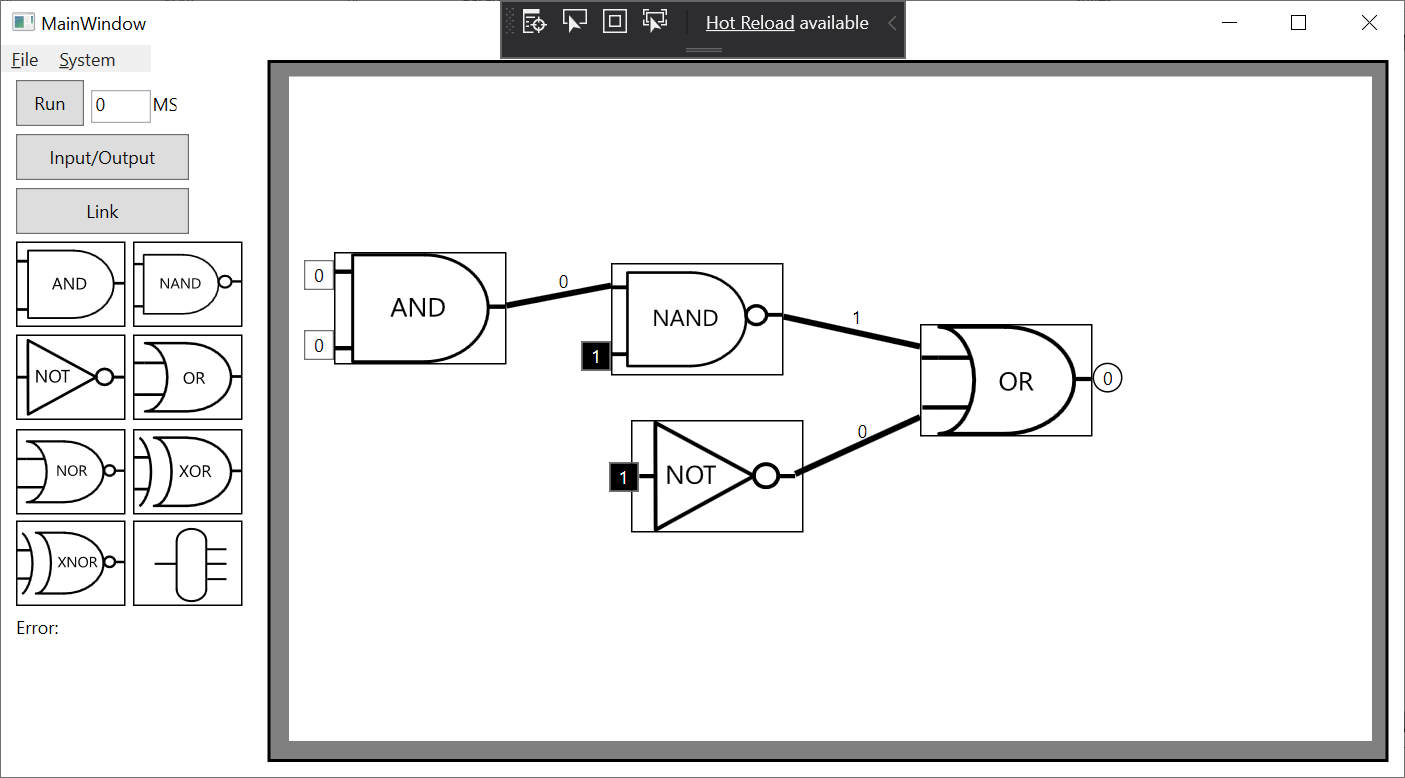 MainWindow
Hot Reload available
File System
Run 0 MS
Input/Output
Link
AND NAND
NOT OR
NOR XOR
XNOR
Error:
0
0
AND
0
1
NAND
1
1
NOT
0
OR
0